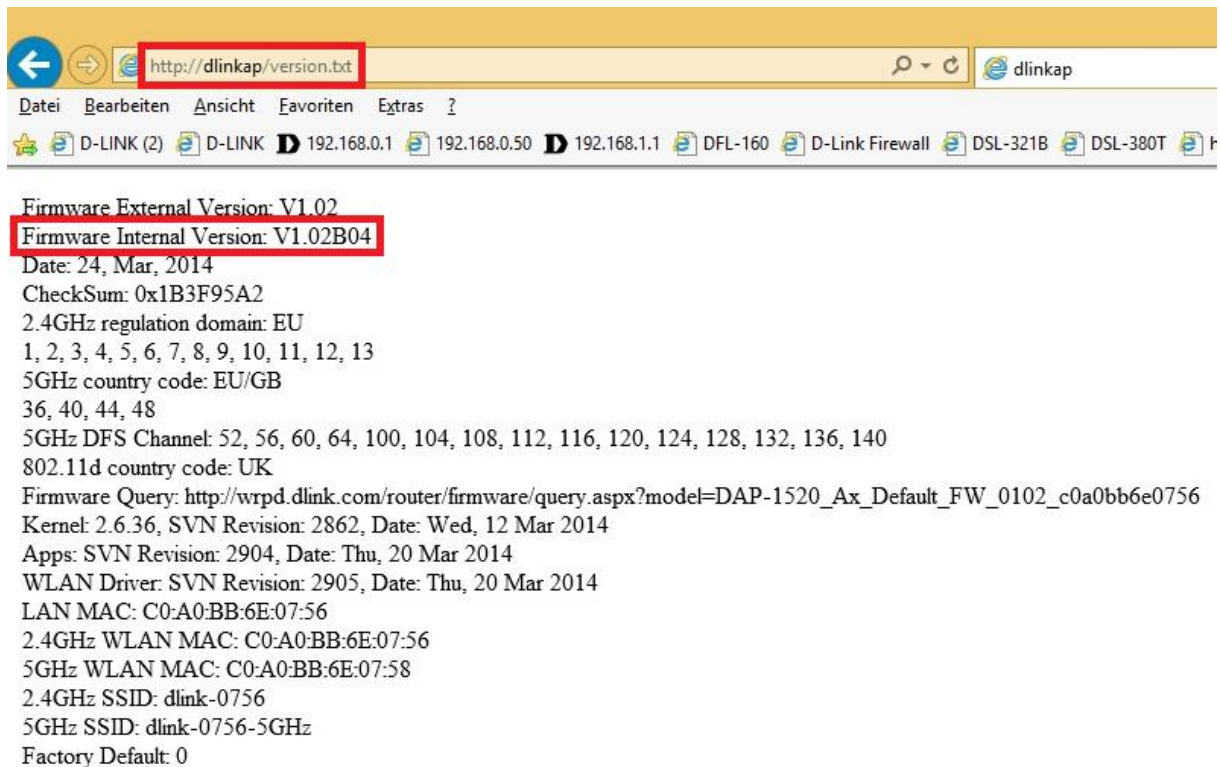 http://dlinkap/version.txt
dlinkap
Datei Bearbeiten Ansicht Favoriten Extras ?
D-LINK (2) D-LINK 192.168.0.1 192.168.0.50 192.168.1.1 DFL-160 D-Link Firewall DSL-321B DSL-380T
Firmware External Version: V1.02
Firmware Internal Version: V1.02B04
Date: 24, Mar, 2014
CheckSum: 0x1B3F95A2
2.4GHz regulation domain: EU
1, 2, 3, 4, 5, 6, 7, 8, 9, 10, 11, 12, 13
5GHz country code: EU/GB
36, 40, 44, 48
5GHz DFS Channel: 52, 56, 60, 64, 100, 104, 108, 112, 116, 120, 124, 128, 132, 136, 140
802.11d country code: UK
Firmware Query: http://wrpd.dlink.com/router/firmware/query.aspx?model=DAP-1520_Ax_Default_FW_0102_c0a0bb6e0756
Kernel: 2.6.36, SVN Revision: 2862, Date: Wed, 12 Mar 2014
Apps: SVN Revision: 2904, Date: Thu, 20 Mar 2014
WLAN Driver: SVN Revision: 2905, Date: Thu, 20 Mar 2014
LAN MAC: C0:A0:BB:6E:07:56
2.4GHz WLAN MAC: C0:A0:BB:6E:07:56
5GHz WLAN MAC: C0:A0:BB:6E:07:58
2.4GHz SSID: dlink-0756
5GHz SSID: dlink-0756-5GHz
Factory Default: 0